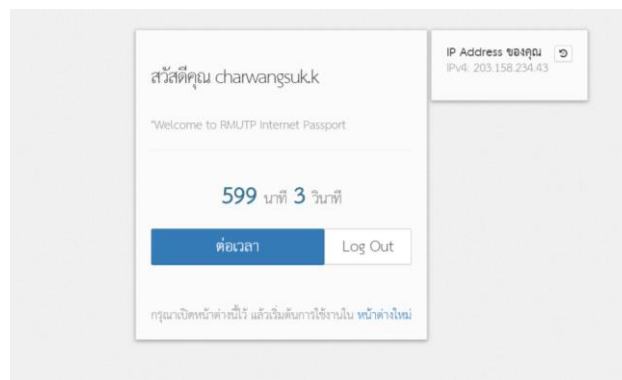 สวัสดีคุณ charwangsuk.k
"Welcome to RMUTP Internet Passport
599 นาที 3 วินาที
ต่อเวลา
Log Out
กรุณาเปิดหน้าต่างนี้ไว้ แล้วเริ่มต้นการใช้งานใน หน้าต่างใหม่
IP Address ของคุณ
IPv4: 203.158.234.43